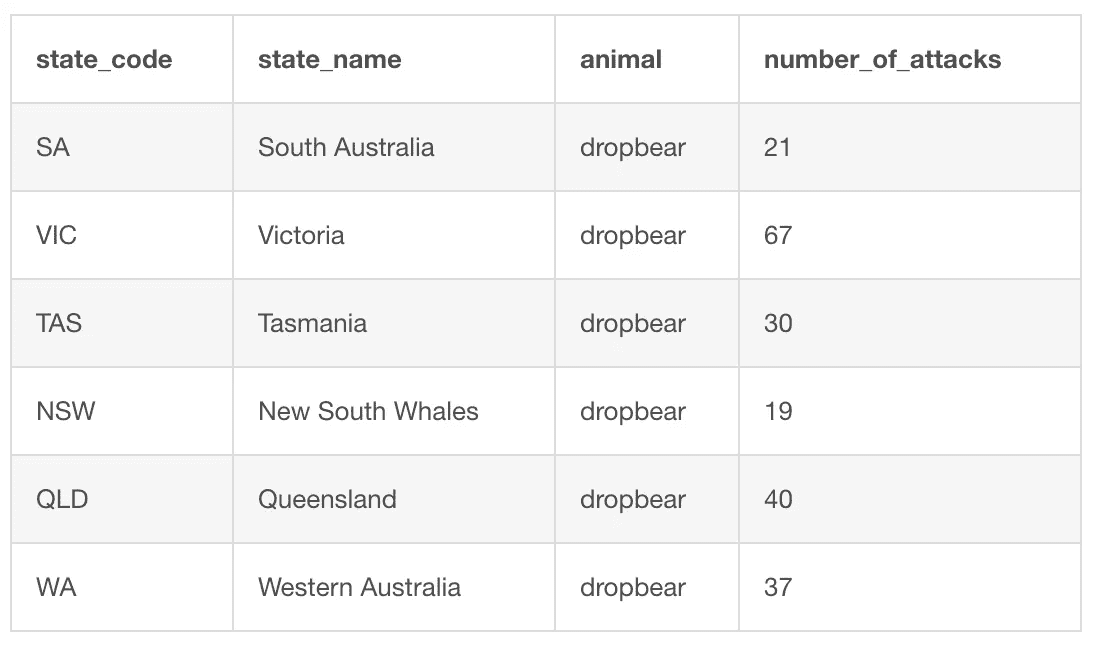 state_code state_name animal number_of_attacks
SA South Australia dropbear 21
VIC Victoria dropbear 67
TAS Tasmania dropbear 30
NSW New South Whales dropbear 19
QLD Queensland dropbear 40
WA Western Australia dropbear 37